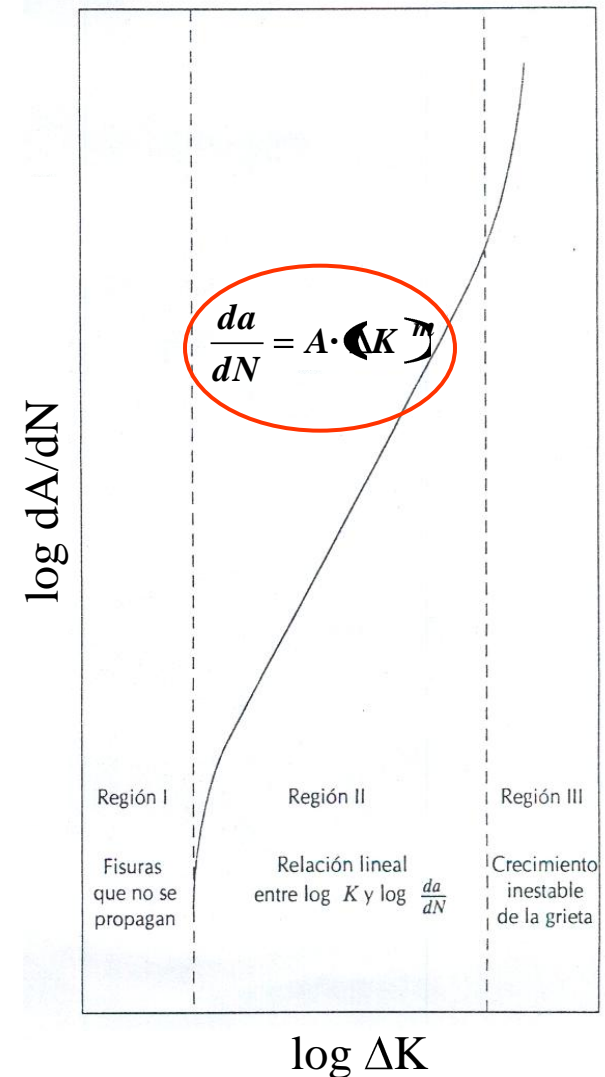 da/dN = A·(ΔK)^m
log dA/dN
Región I
Fisuras
que no se
propagan
Región II
Relación lineal
entre log K y log da/dN
Región III
Crecimiento
inestable
de la grieta
log ΔK